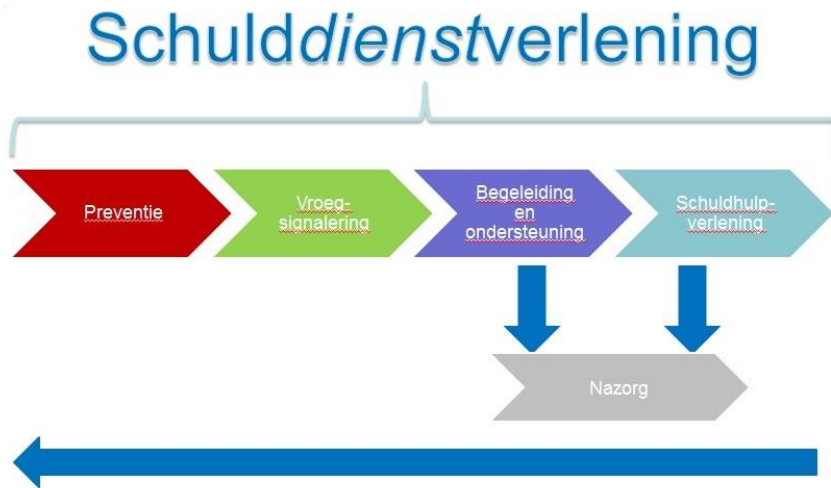 Schulddienstverlening
Preventie
Vroeg-
signalering
Begeleiding
en
ondersteuning
Schuldhulp-
verlening
Nazorg